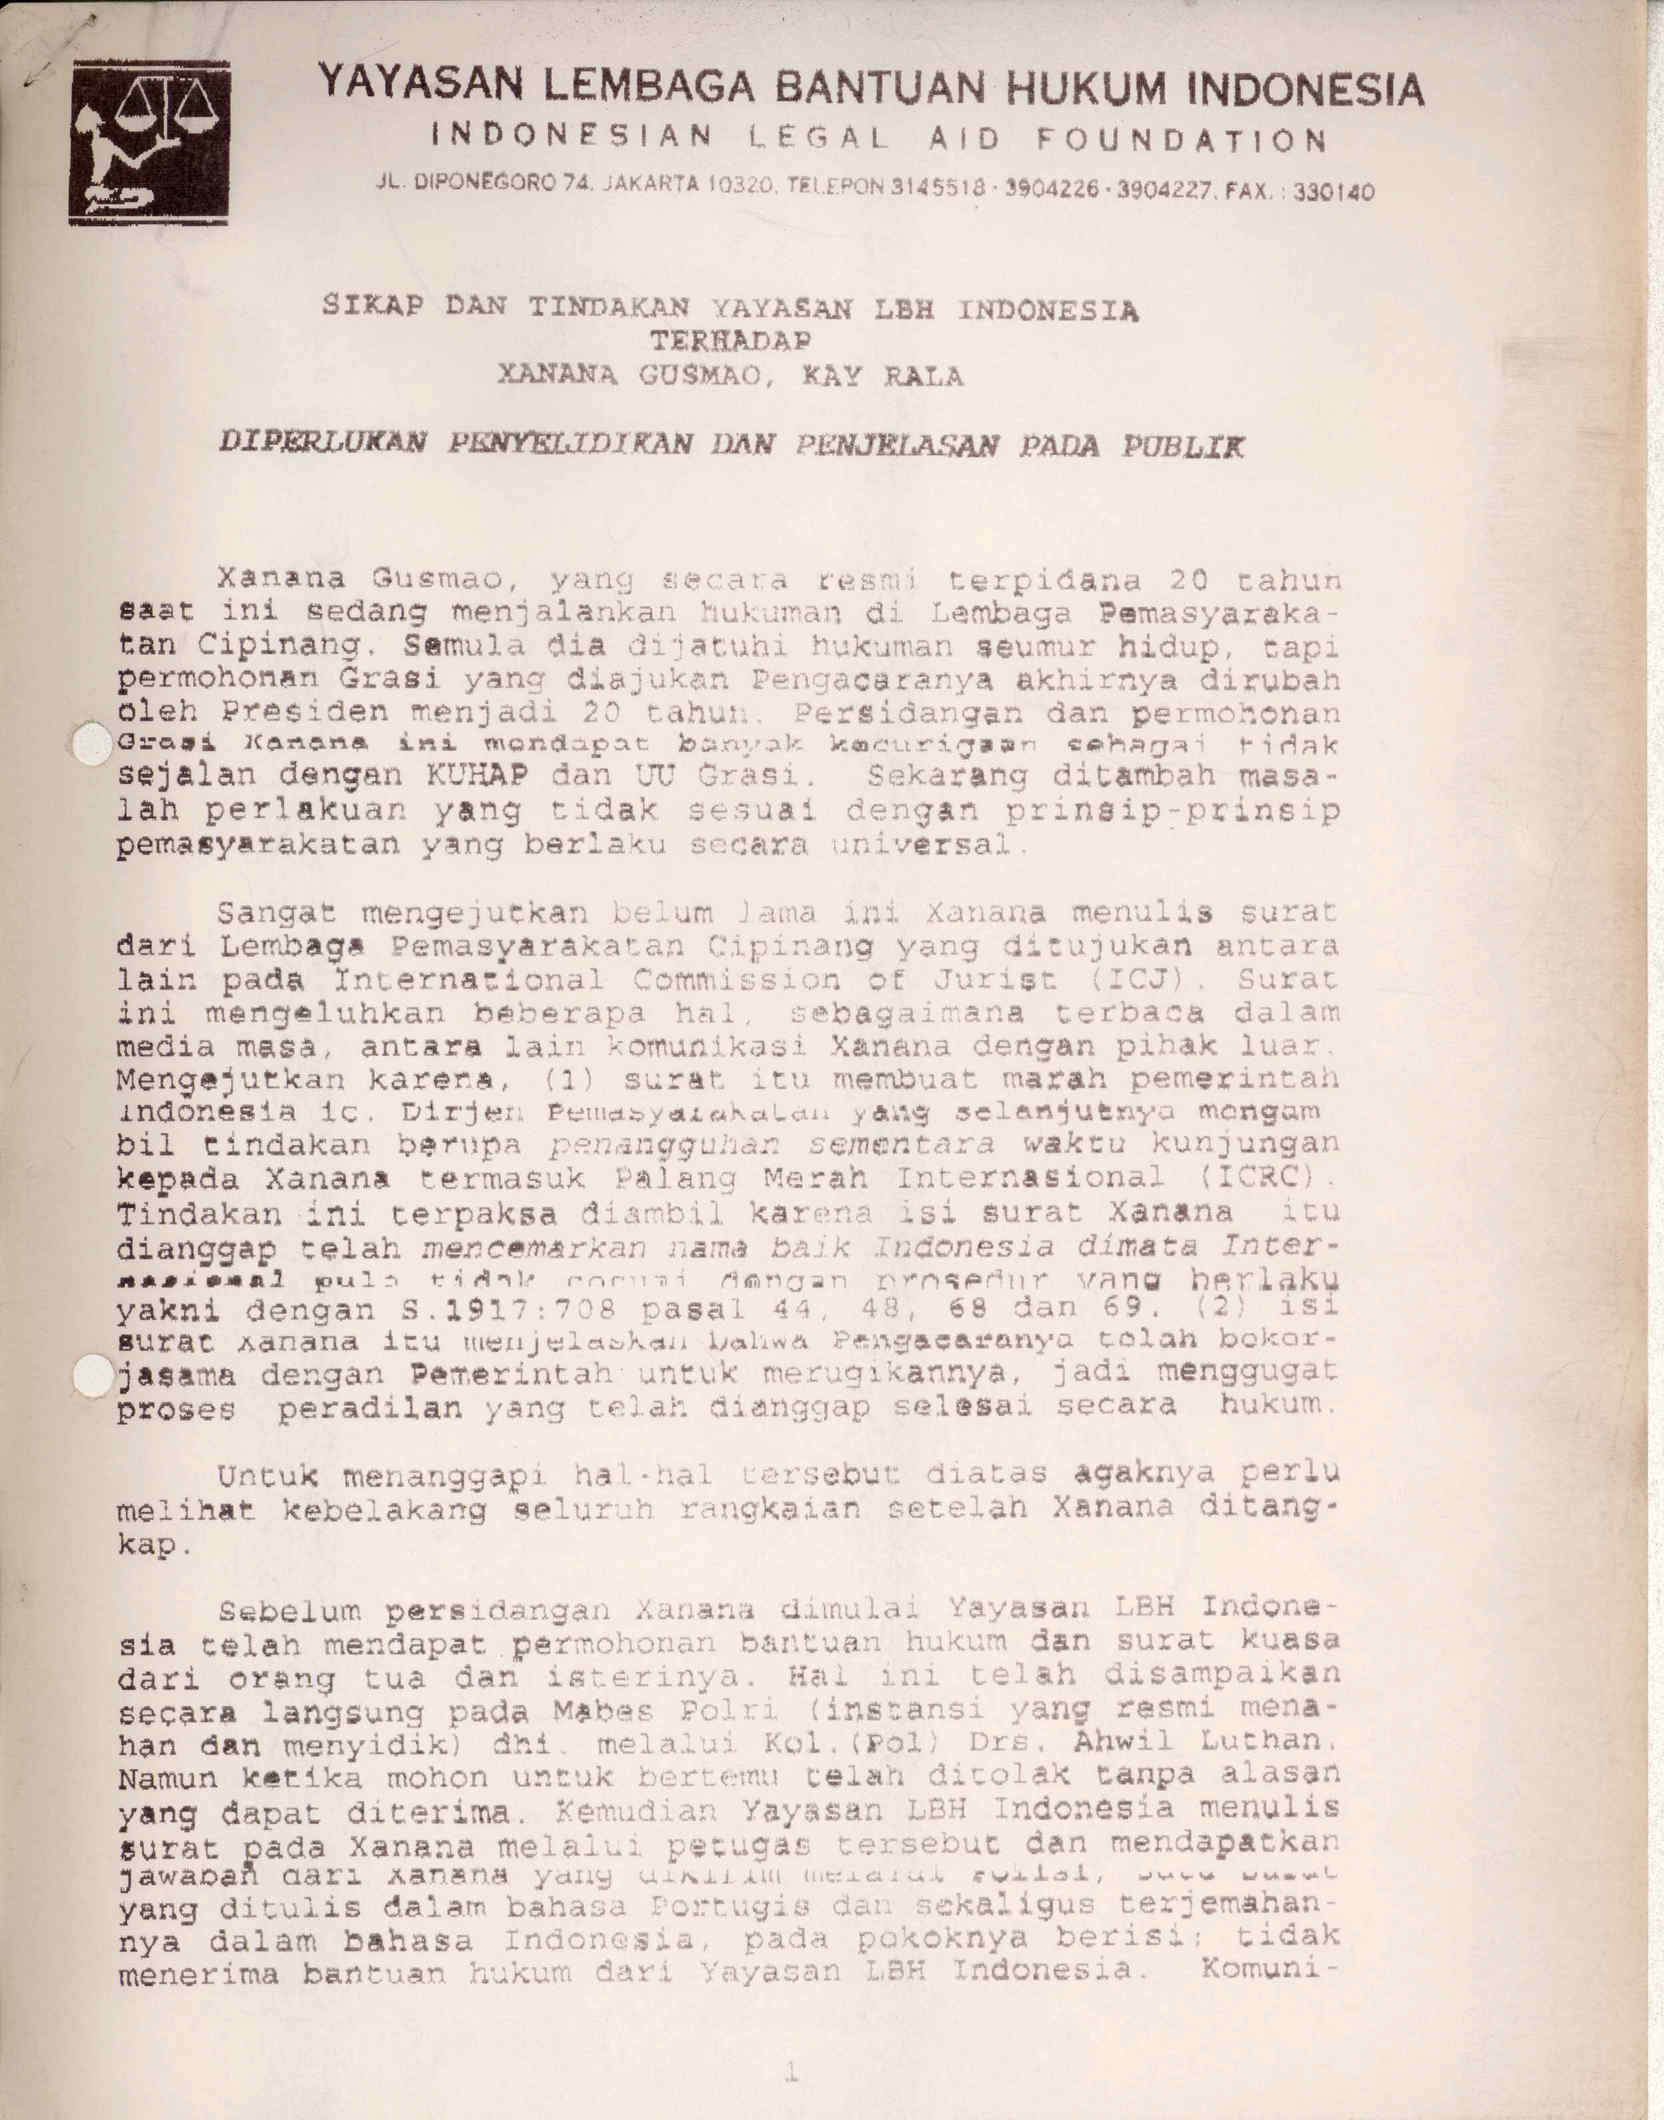 YAYASAN LEMBAGA BANTUAN HUKUM INDONESIA
INDONESIAN LEGAL AID FOUNDATION
JL. DIPONEGORO 74, JAKARTA 10320, TELEPON 3145518 - 3904226 - 3904227, FAX. : 330140
SIKAP DAN TINDAKAN YAYASAN LBH INDONESIA
TERHADAP
XANANA GUSMAO, KAY RALA
DIPERLUKAN PENYELIDIKAN DAN PENJELASAN PADA PUBLIK
Xanana Gusmao, yang secara resmi terpidana 20 tahun
saat ini sedang menjalankan hukuman di Lembaga Pemasyaraka-
tan Cipinang. Semula dia dijatuhi hukuman seumur hidup, tapi
permohonan Grasi yang diajukan Pengacaranya akhirnya dirubah
oleh Presiden menjadi 20 tahun. Persidangan dan permohonan
Grasi Xanana ini mendapat banyak kecurigaan sebagai tidak
sejalan dengan KUHAP dan UU Grasi. Sekarang ditambah masa-
lah perlakuan yang tidak sesuai dengan prinsip-prinsip
pemasyarakatan yang berlaku secara universal.
Sangat mengejutkan belum lama ini Xanana menulis surat
dari Lembaga Pemasyarakatan Cipinang yang ditujukan antara
lain pada International Commission of Jurist (ICJ). Surat
ini mengeluhkan beberapa hal, sebagaimana terbaca dalam
media masa, antara lain komunikasi Xanana dengan pihak luar.
Mengejutkan karena, (1) surat itu membuat marah pemerintah
Indonesia ic. Dirjen Pemasyarakatan yang selanjutnya mengam
bil tindakan berupa penangguhan sementara waktu kunjungan
kepada Xanana termasuk Palang Merah Internasional (ICRC).
Tindakan ini terpaksa diambil karena isi surat Xanana itu
dianggap telah mencemarkan nama baik Indonesia dimata Inter-
nasional pula tidak sesuai dengan prosedur yang berlaku
yakni dengan S.1917:708 pasal 44, 48, 68 dan 69. (2) isi
surat Xanana itu menjelaskan bahwa Pengacaranya telah beker-
jasama dengan Pemerintah untuk merugikannya, jadi menggugat
proses peradilan yang telah dianggap selesai secara hukum.
Untuk menanggapi hal-hal tersebut diatas agaknya perlu
melihat kebelakang seluruh rangkaian setelah Xanana ditang-
kap.
Sebelum persidangan Xanana dimulai Yayasan LBH Indone-
sia telah mendapat permohonan bantuan hukum dan surat kuasa
dari orang tua dan isterinya. Hal ini telah disampaikan
secara langsung pada Mabes Polri (instansi yang resmi mena-
han dan menyidik) dhi. melalui Kol.(Pol) Drs. Ahwil Luthan.
Namun ketika mohon untuk bertemu telah ditolak tanpa alasan
yang dapat diterima. Kemudian Yayasan LBH Indonesia menulis
surat pada Xanana melalui petugas tersebut dan mendapatkan
jawaban dari Xanana yang dikirim melalui Polisi,
yang ditulis dalam bahasa Portugis dan sekaligus terjemahan-
nya dalam bahasa Indonesia, pada pokoknya berisi; tidak
menerima bantuan hukum dari Yayasan LBH Indonesia. Komuni-
1